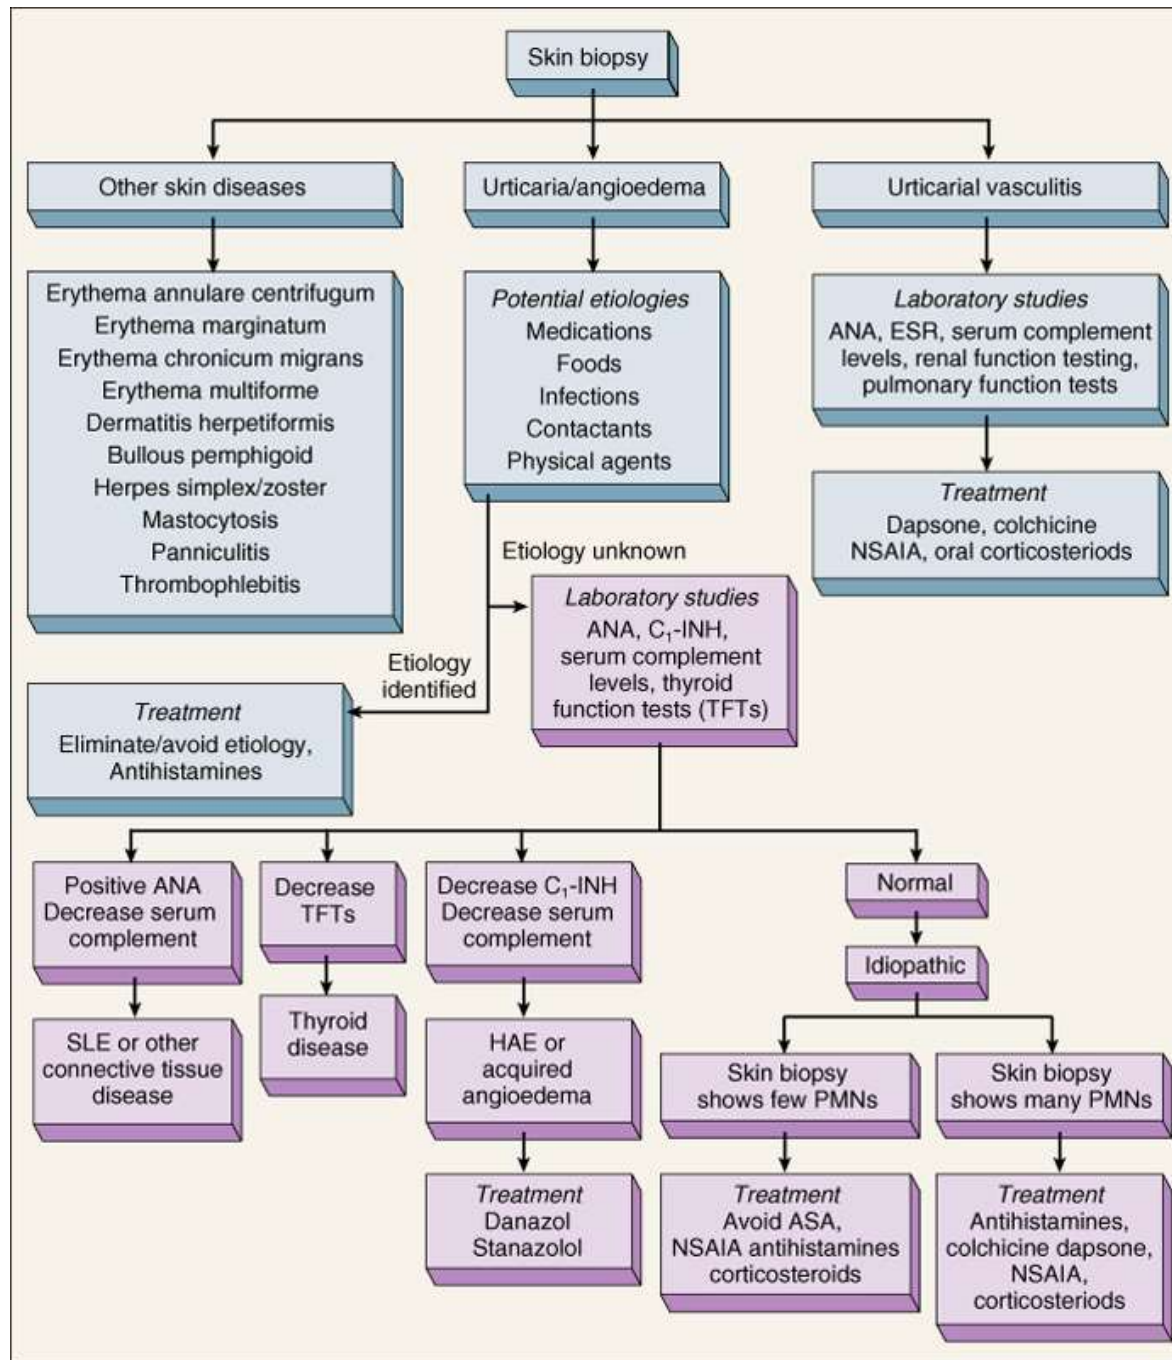 Skin biopsy
Other skin diseases
Urticaria/angioedema
Urticarial vasculitis
Erythema annulare centrifugum
Erythema marginatum
Erythema chronicum migrans
Erythema multiforme
Dermatitis herpetiformis
Bullous pemphigoid
Herpes simplex/zoster
Mastocytosis
Panniculitis
Thrombophlebitis
Potential etiologies
Medications
Foods
Infections
Contactants
Physical agents
Laboratory studies
ANA, ESR, serum complement
levels, renal function testing,
pulmonary function tests
Treatment
Dapsone, colchicine
NSAIA, oral corticosteriods
Etiology unknown
Laboratory studies
ANA, C₁-INH,
serum complement
levels, thyroid
function tests (TFTs)
Etiology
identified
Treatment
Eliminate/avoid etiology,
Antihistamines
Positive ANA
Decrease serum
complement
Decrease
TFTs
Decrease C₁-INH
Decrease serum
complement
Normal
Idiopathic
SLE or other
connective tissue
disease
Thyroid
disease
HAE or
acquired
angioedema
Skin biopsy
shows few PMNs
Skin biopsy
shows many PMNs
Treatment
Danazol
Stanazolol
Treatment
Avoid ASA,
NSAIA antihistamines
corticosteroids
Treatment
Antihistamines,
colchicine dapsone,
NSAIA,
corticosteriods